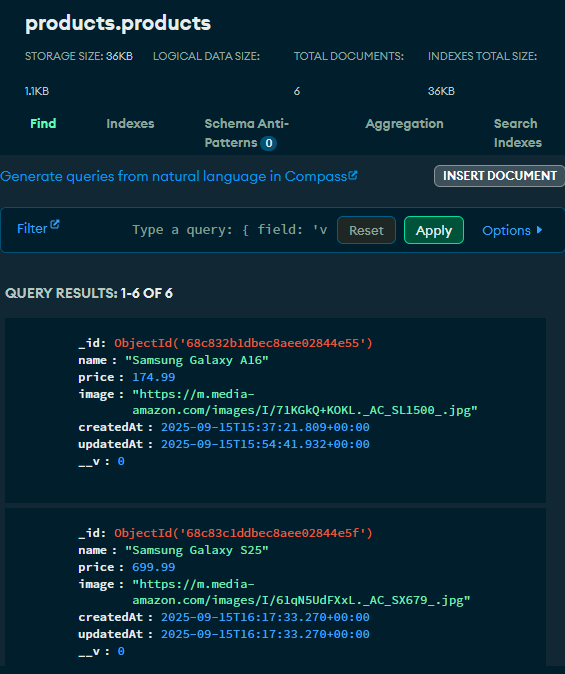 products.products
STORAGE SIZE: 36KB LOGICAL DATA SIZE: 1.1KB TOTAL DOCUMENTS: 6 INDEXES TOTAL SIZE: 36KB
Find Indexes Schema Anti-Patterns 0 Aggregation Search Indexes
Generate queries from natural language in Compass INSERT DOCUMENT
Filter Type a query: { field: 'v Reset Apply Options
QUERY RESULTS: 1-6 OF 6
_id: ObjectId('68c832b1dbec8aee02844e55')
name : "Samsung Galaxy A16"
price : 174.99
image : "https://m.media-
amazon.com/images/I/71KGkQ+KOKL._AC_SL1500_.jpg"
createdAt : 2025-09-15T15:37:21.809+00:00
updatedAt : 2025-09-15T15:54:41.932+00:00
__v : 0
_id: ObjectId('68c83c1ddbec8aee02844e5f')
name : "Samsung Galaxy S25"
price : 699.99
image : "https://m.media-
amazon.com/images/I/61qN5UdFXxL._AC_SX679_.jpg"
createdAt : 2025-09-15T16:17:33.270+00:00
updatedAt : 2025-09-15T16:17:33.270+00:00
__v : 0